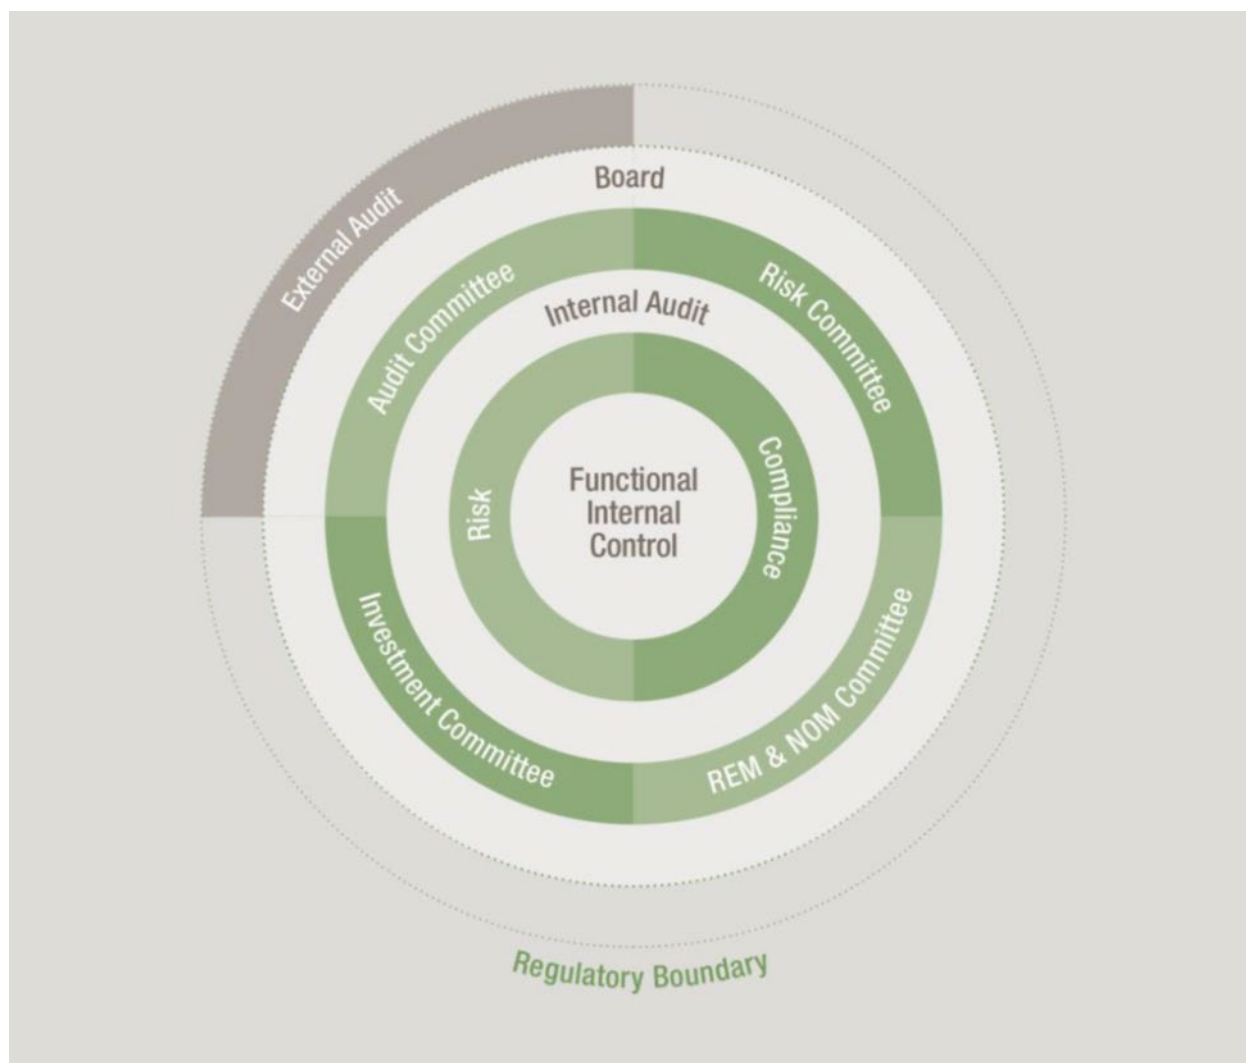 External Audit
Board
Audit Committee
Risk Committee
Internal Audit
Risk
Compliance
Functional
Internal
Control
Investment Committee
REM & NOM Committee
Regulatory Boundary